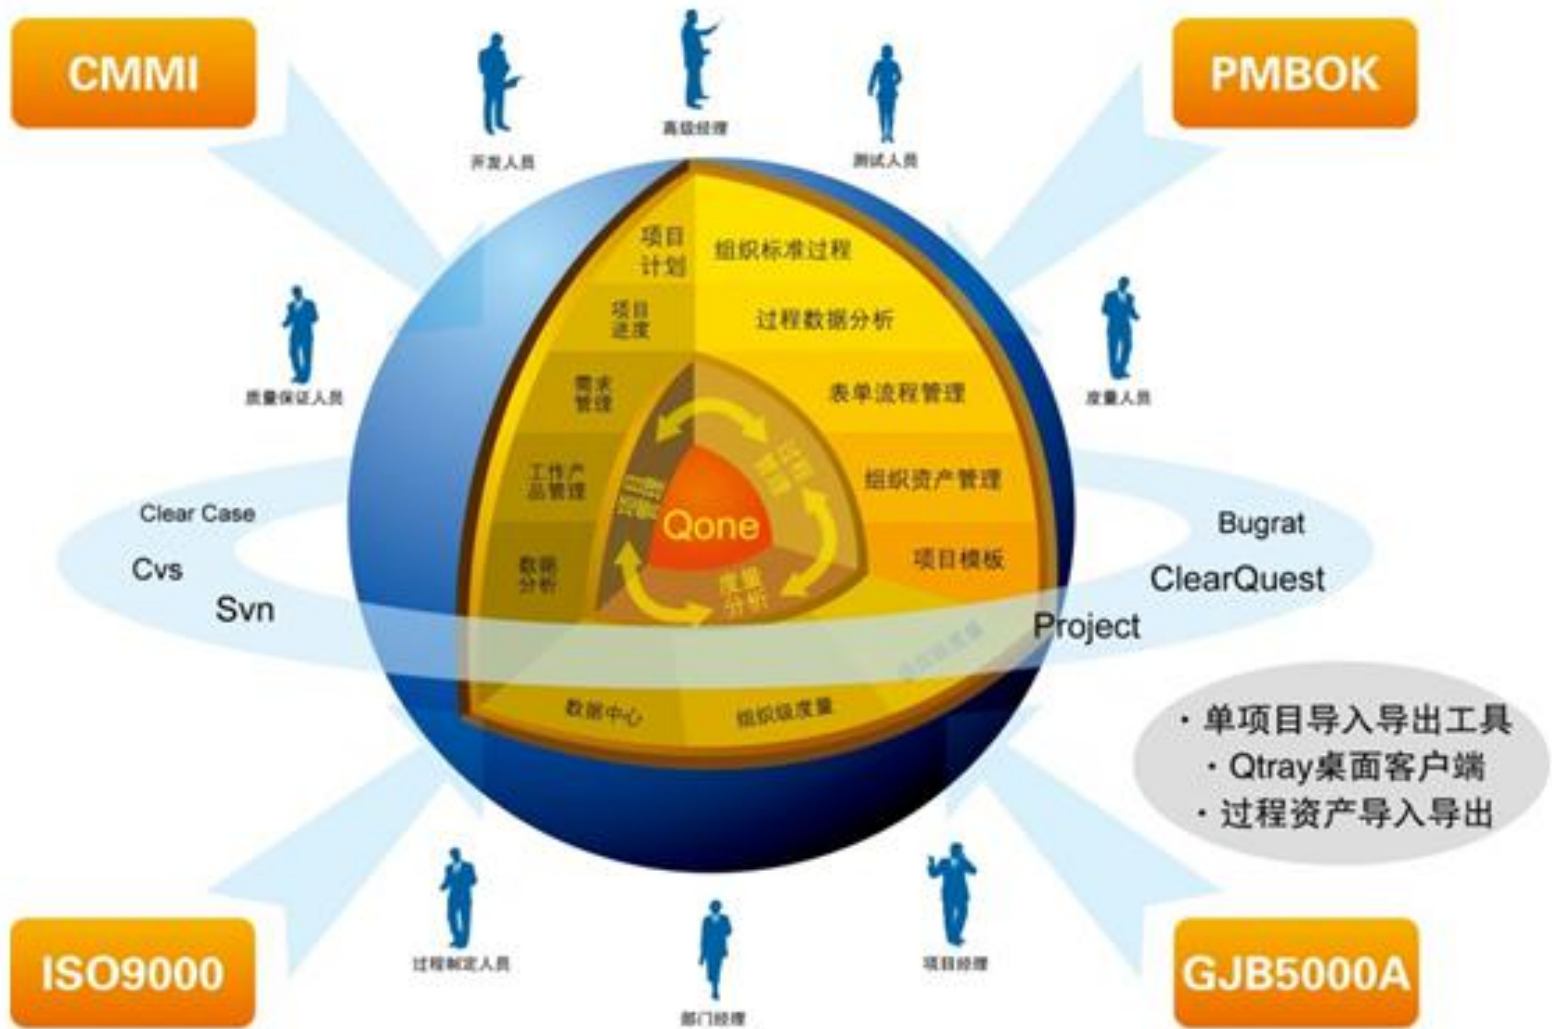 CMMI
PMBOK
开发人员
高级经理
测试人员
质量保证人员
度量人员
项目
计划
项目
进度
需求
管理
工作产
品管理
数据
分析
组织标准过程
过程数据分析
表单流程管理
组织资产管理
项目模板
Qone
过程
管理
度量
分析
数据中心
组织级度量
Clear Case
Cvs
Svn
Bugrat
ClearQuest
Project
·单项目导入导出工具
·Qtray桌面客户端
·过程资产导入导出
过程制定人员
部门经理
项目经理
ISO9000
GJB5000A